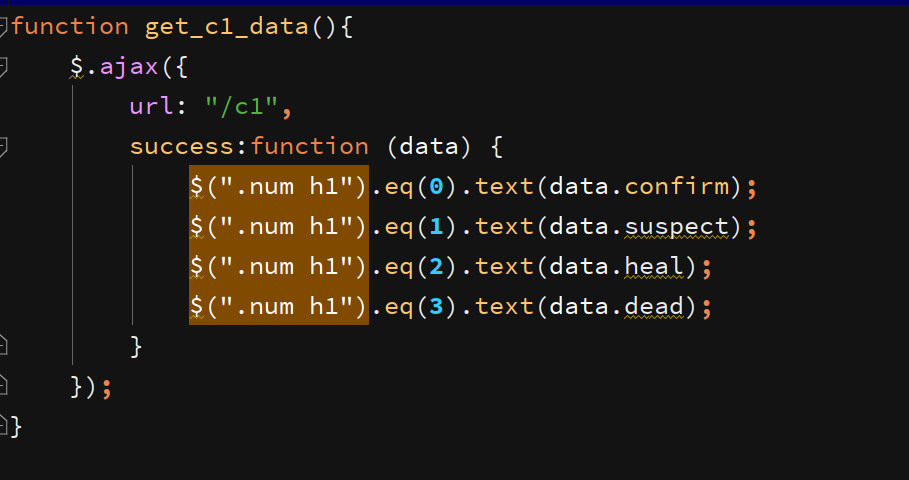 function get_c1_data(){
$.ajax({
url: "/c1",
success:function (data) {
$(".num h1").eq(0).text(data.confirm);
$(".num h1").eq(1).text(data.suspect);
$(".num h1").eq(2).text(data.heal);
$(".num h1").eq(3).text(data.dead);
}
});
}